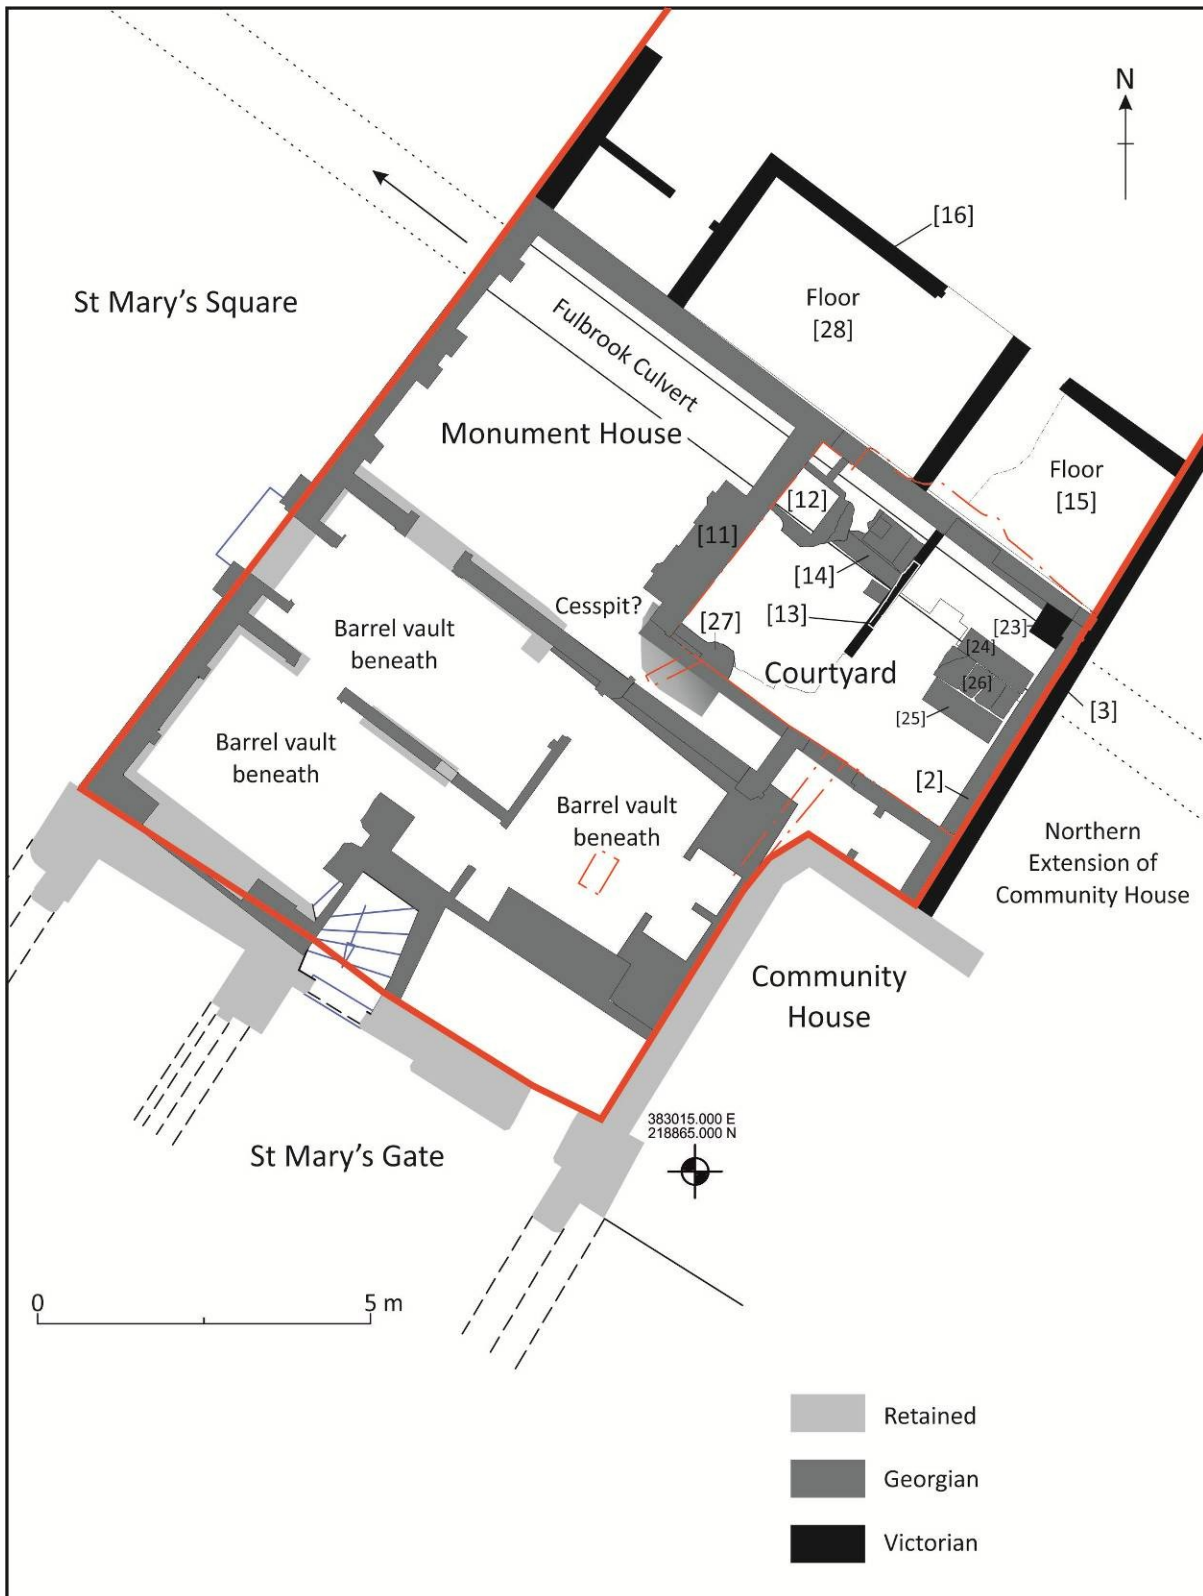 N
[16]
St Mary's Square
Floor
[28]
Fulbrook Culvert
Monument House
Floor
[15]
[12]
[11]
[14]
Cesspit?
[13]
[27]
[23]
Barrel vault
beneath
[24]
Courtyard
[26]
[3]
[25]
Barrel vault
beneath
[2]
Barrel vault
beneath
Northern
Extension of
Community House
Community
House
383015.000 E
218865.000 N
St Mary's Gate
0
5 m
Retained
Georgian
Victorian